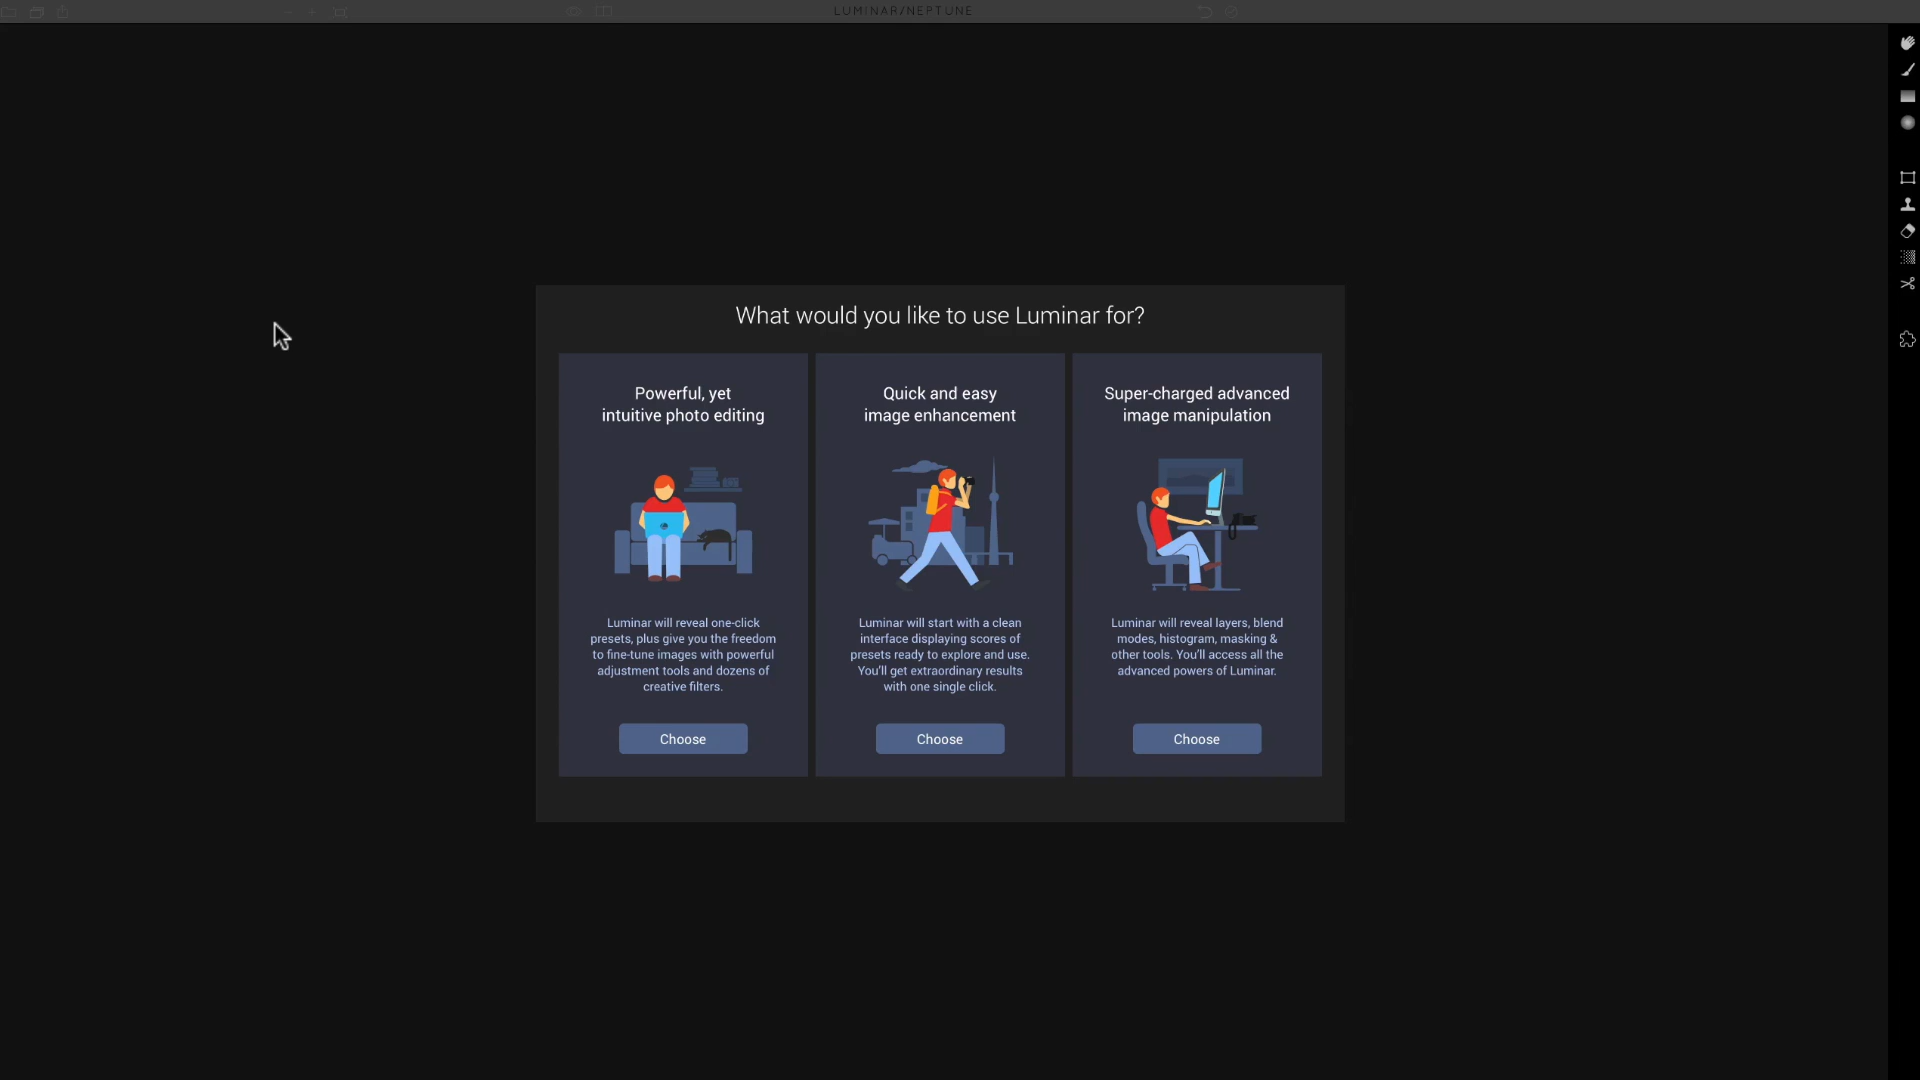 LUMINAR/NEPTUNE
What would you like to use Luminar for?
Powerful, yet
intuitive photo editing
Luminar will reveal one-click
presets, plus give you the freedom
to fine-tune images with powerful
adjustment tools and dozens of
creative filters.
Choose
Quick and easy
image enhancement
Luminar will start with a clean
interface displaying scores of
presets ready to explore and use.
You'll get extraordinary results
with one single click.
Choose
Super-charged advanced
image manipulation
Luminar will reveal layers, blend
modes, histogram, masking &
other tools. You'll access all the
advanced powers of Luminar.
Choose